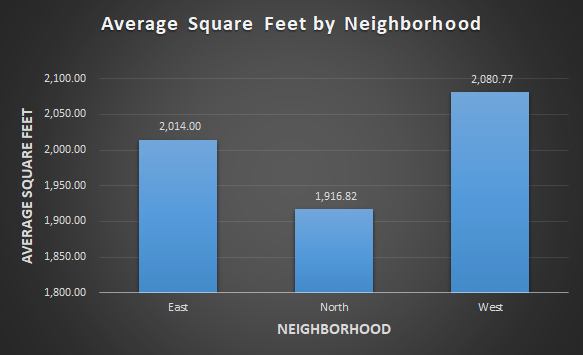 Average Square Feet by Neighborhood
2,100.00
2,050.00
2,000.00
1,950.00
1,900.00
1,850.00
1,800.00
AVERAGE SQUARE FEET
2,014.00
1,916.82
2,080.77
East
North
West
NEIGHBORHOOD